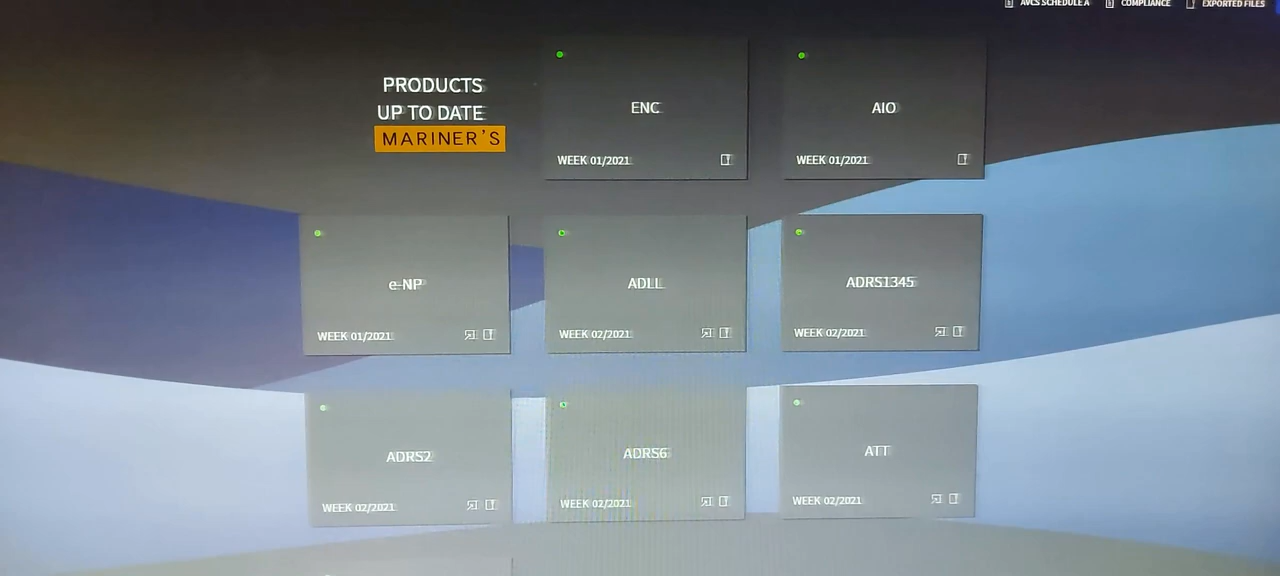 AVCS SCHEDULE A COMPLIANCE EXPORTED FILES
PRODUCTS
UP TO DATE
MARINER'S
ENC
WEEK 01/2021
AIO
WEEK 01/2021
e-NP
WEEK 01/2021
ADLL
WEEK 02/2021
ADRS1345
WEEK 02/2021
ADRS2
WEEK 02/2021
ADRS6
WEEK 02/2021
ATT
WEEK 02/2021